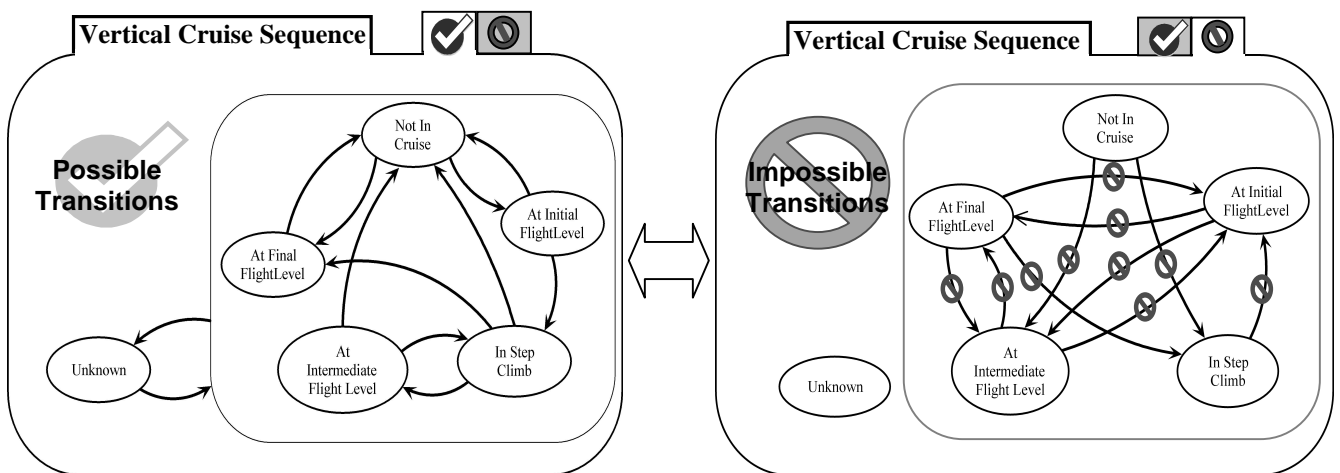 Vertical Cruise Sequence
Possible
Transitions
Not In
Cruise
At Initial
FlightLevel
At Final
FlightLevel
At
Intermediate
Flight Level
In Step
Climb
Unknown
Vertical Cruise Sequence
Impossible
Transitions
Not In
Cruise
At Final
FlightLevel
At Initial
FlightLevel
At
Intermediate
Flight Level
In Step
Climb
Unknown